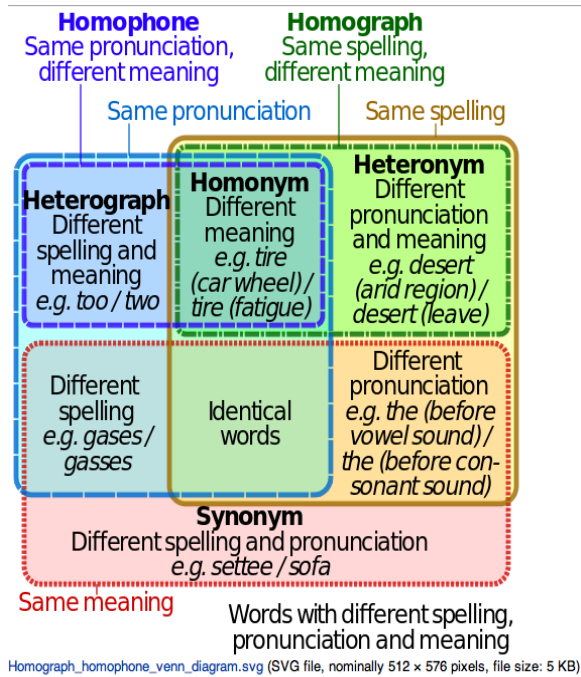 Homophone
Same pronunciation,
different meaning
Homograph
Same spelling,
different meaning
Same pronunciation
Same spelling
Heterograph
Different
spelling and
meaning
e.g. too / two
Homonym
Different
meaning
e.g. tire
(car wheel) /
tire (fatigue)
Heteronym
Different
pronunciation
and meaning
e.g. desert
(arid region) /
desert (leave)
Different
spelling
e.g. gases /
gasses
Identical
words
Different
pronunciation
e.g. the (before
vowel sound) /
the (before con-
sonant sound)
Synonym
Different spelling and pronunciation
e.g. settee / sofa
Same meaning
Words with different spelling,
pronunciation and meaning
Homograph_homophone_venn_diagram.svg (SVG file, nominally 512 × 576 pixels, file size: 5 KB)